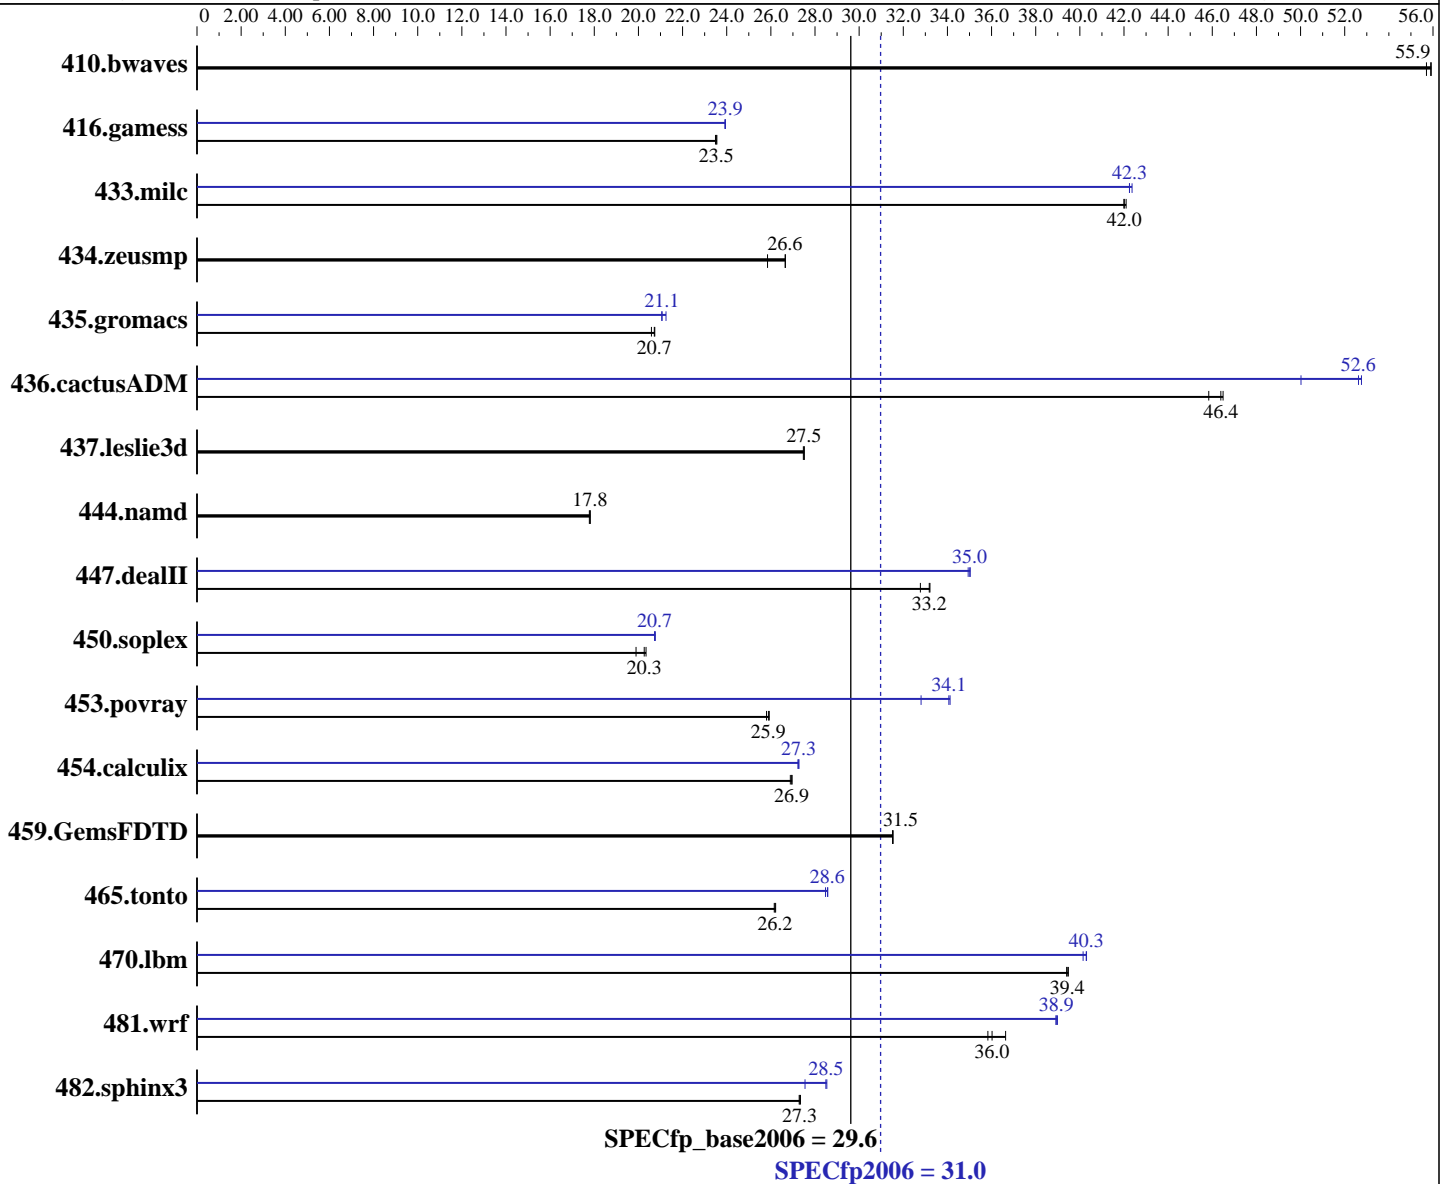 0 2.00 4.00 6.00 8.00 10.0 12.0 14.0 16.0 18.0 20.0 22.0 24.0 26.0 28.0 30.0 32.0 34.0 36.0 38.0 40.0 42.0 44.0 46.0 48.0 50.0 52.0 56.0
410.bwaves 55.9
23.9
416.gamess
23.5
42.3
433.milc
42.0
434.zeusmp 26.6
21.1
435.gromacs
20.7
52.6
436.cactusADM
46.4
437.leslie3d 27.5
444.namd 17.8
35.0
447.dealII
33.2
20.7
450.soplex
20.3
34.1
453.povray
25.9
27.3
454.calculix
26.9
459.GemsFDTD 31.5
28.6
465.tonto
26.2
40.3
470.lbm
39.4
38.9
481.wrf
36.0
28.5
482.sphinx3
27.3
SPECfp_base2006 = 29.6
SPECfp2006 = 31.0